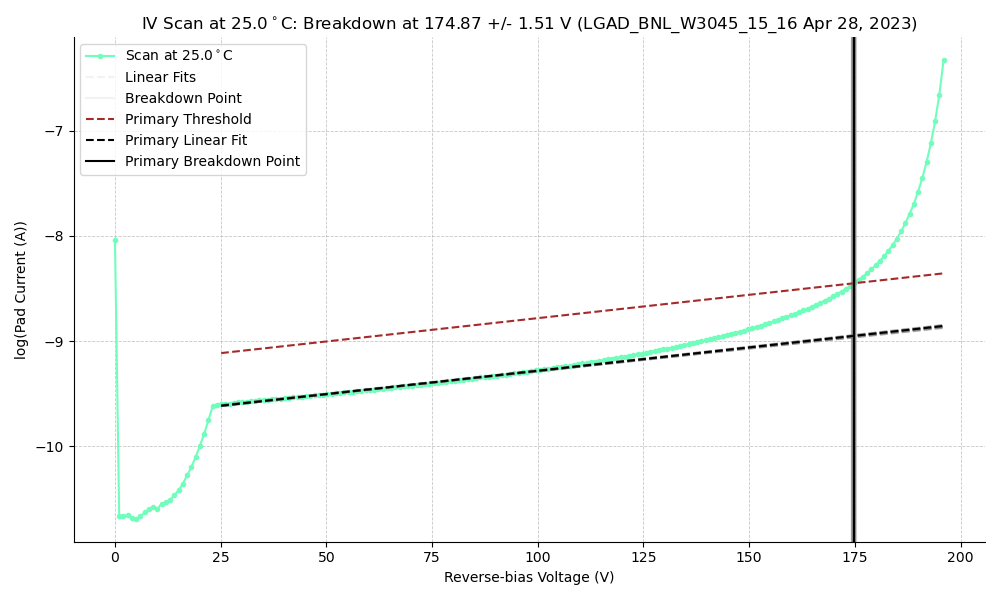 IV Scan at 25.0°C: Breakdown at 174.87 +/- 1.51 V (LGAD_BNL_W3045_15_16 Apr 28, 2023)
Scan at 25.0°C
Linear Fits
Breakdown Point
Primary Threshold
Primary Linear Fit
Primary Breakdown Point
log(Pad Current (A))
−7
−8
−9
−10
0 25 50 75 100 125 150 175 200
Reverse-bias Voltage (V)